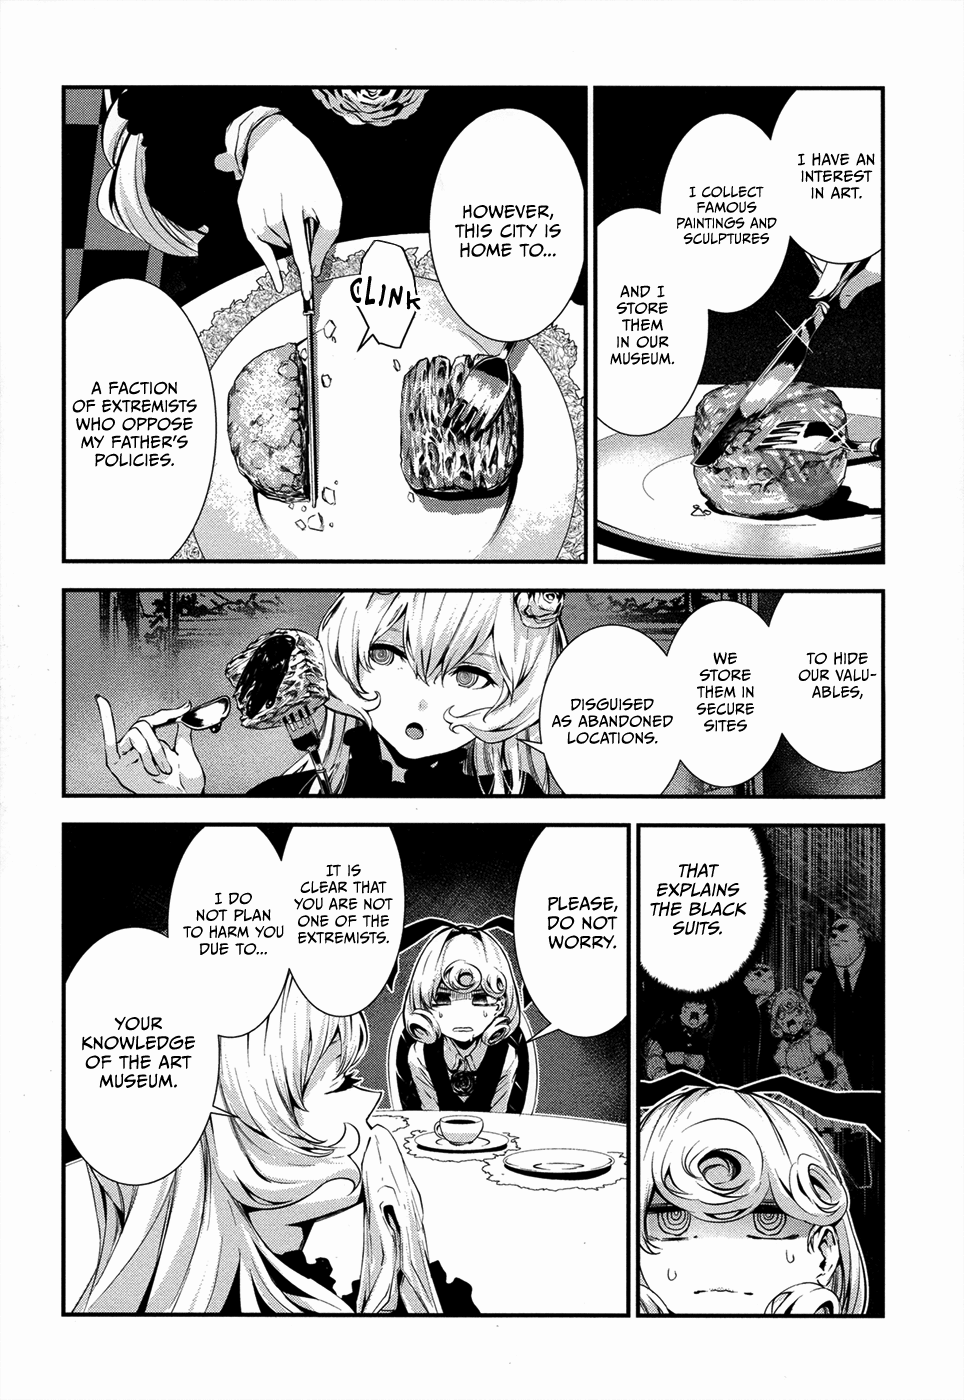 I HAVE AN
INTEREST
IN ART.
I COLLECT
FAMOUS
PAINTINGS AND
SCULPTURES
AND I
STORE
THEM
IN OUR
MUSEUM.
HOWEVER,
THIS CITY IS
HOME TO...
CLINK
A FACTION
OF EXTREMISTS
WHO OPPOSE
MY FATHER'S
POLICIES.
TO HIDE
OUR VALU-
ABLES,
WE
STORE
THEM IN
SECURE
SITES
DISGUISED
AS ABANDONED
LOCATIONS.
THAT
EXPLAINS
THE BLACK
SUITS.
PLEASE,
DO NOT
WORRY.
IT IS
CLEAR THAT
YOU ARE NOT
ONE OF THE
EXTREMISTS.
I DO
NOT PLAN
TO HARM YOU
DUE TO...
YOUR
KNOWLEDGE
OF THE ART
MUSEUM.